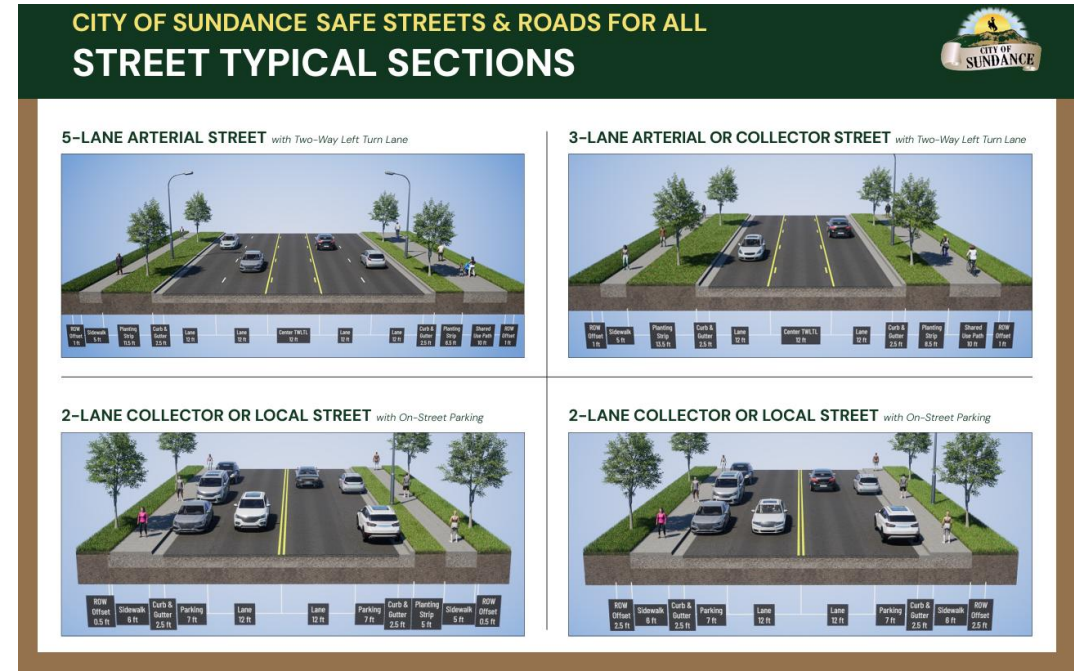 CITY OF SUNDANCE SAFE STREETS & ROADS FOR ALL
STREET TYPICAL SECTIONS
CITY OF
SUNDANCE
5-LANE ARTERIAL STREET with Two-Way Left Turn Lane
ROW Offset 1 ft
Sidewalk 5 ft
Planting Strip 11.5 ft
Curb & Gutter 2.5 ft
Lane 12 ft
Lane 12 ft
Center TWLTL 12 ft
Lane 12 ft
Lane 12 ft
Curb & Gutter 2.5 ft
Planting Strip 8.5 ft
Shared Use Path 10 ft
ROW Offset 1 ft
3-LANE ARTERIAL OR COLLECTOR STREET with Two-Way Left Turn Lane
ROW Offset 1 ft
Sidewalk 5 ft
Planting Strip 13.5 ft
Curb & Gutter 2.5 ft
Lane 12 ft
Center TWLTL 12 ft
Lane 12 ft
Curb & Gutter 2.5 ft
Planting Strip 8.5 ft
Shared Use Path 10 ft
ROW Offset 1 ft
2-LANE COLLECTOR OR LOCAL STREET with On-Street Parking
ROW Offset 0.5 ft
Sidewalk 6 ft
Curb & Gutter 2.5 ft
Parking 7 ft
Lane 12 ft
Lane 12 ft
Parking 7 ft
Curb & Gutter 2.5 ft
Planting Strip 5 ft
Sidewalk 5 ft
ROW Offset 0.5 ft
2-LANE COLLECTOR OR LOCAL STREET with On-Street Parking
ROW Offset 2.5 ft
Sidewalk 6 ft
Curb & Gutter 2.5 ft
Parking 7 ft
Lane 12 ft
Lane 12 ft
Parking 7 ft
Curb & Gutter 2.5 ft
Sidewalk 6 ft
ROW Offset 2.5 ft